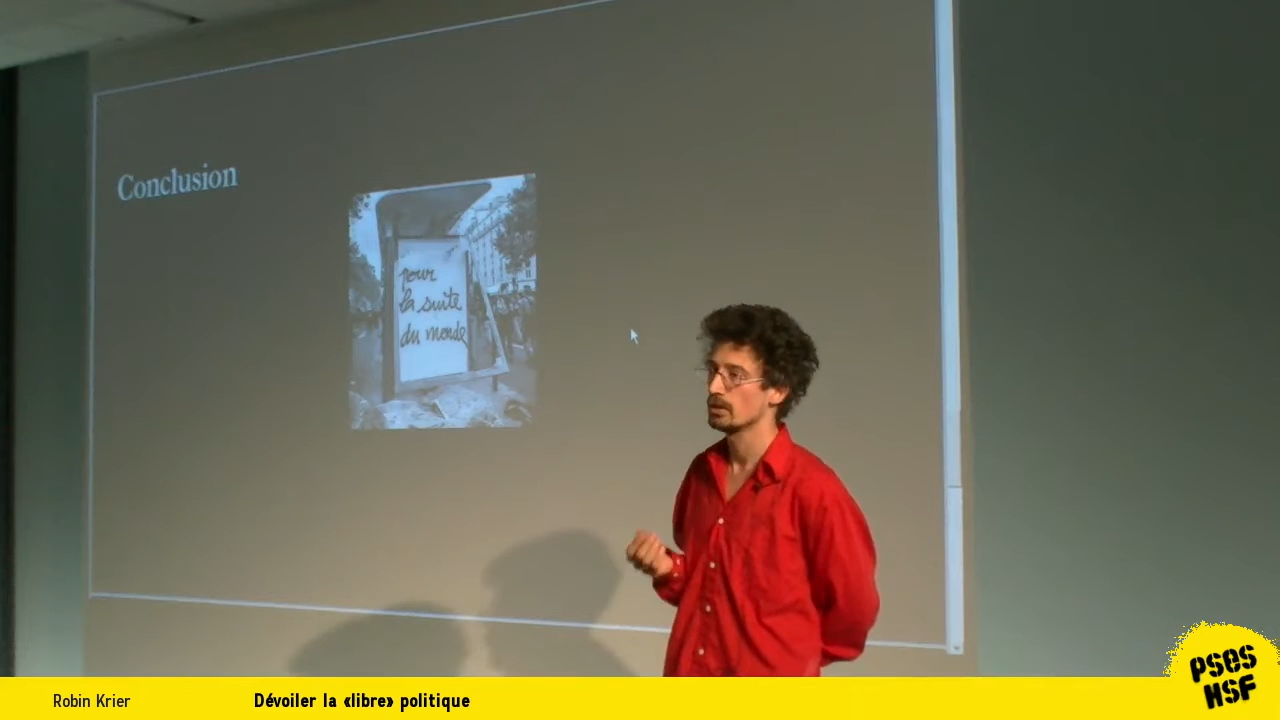 Conclusion
pour
la suite
du monde
Robin Krier
Dévoiler la «libre» politique
PSES
HSF